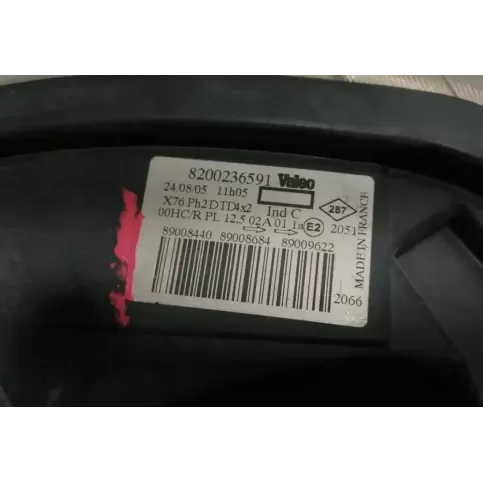 8200236591 Valeo
24/08/05 11h05
X76 Ph2 DTD4x2 Ind C
287
00HC/R PL 12.5 02A 01 1a E2 2051
89008440 89008684 89009622
2066
MADE IN FRANCE